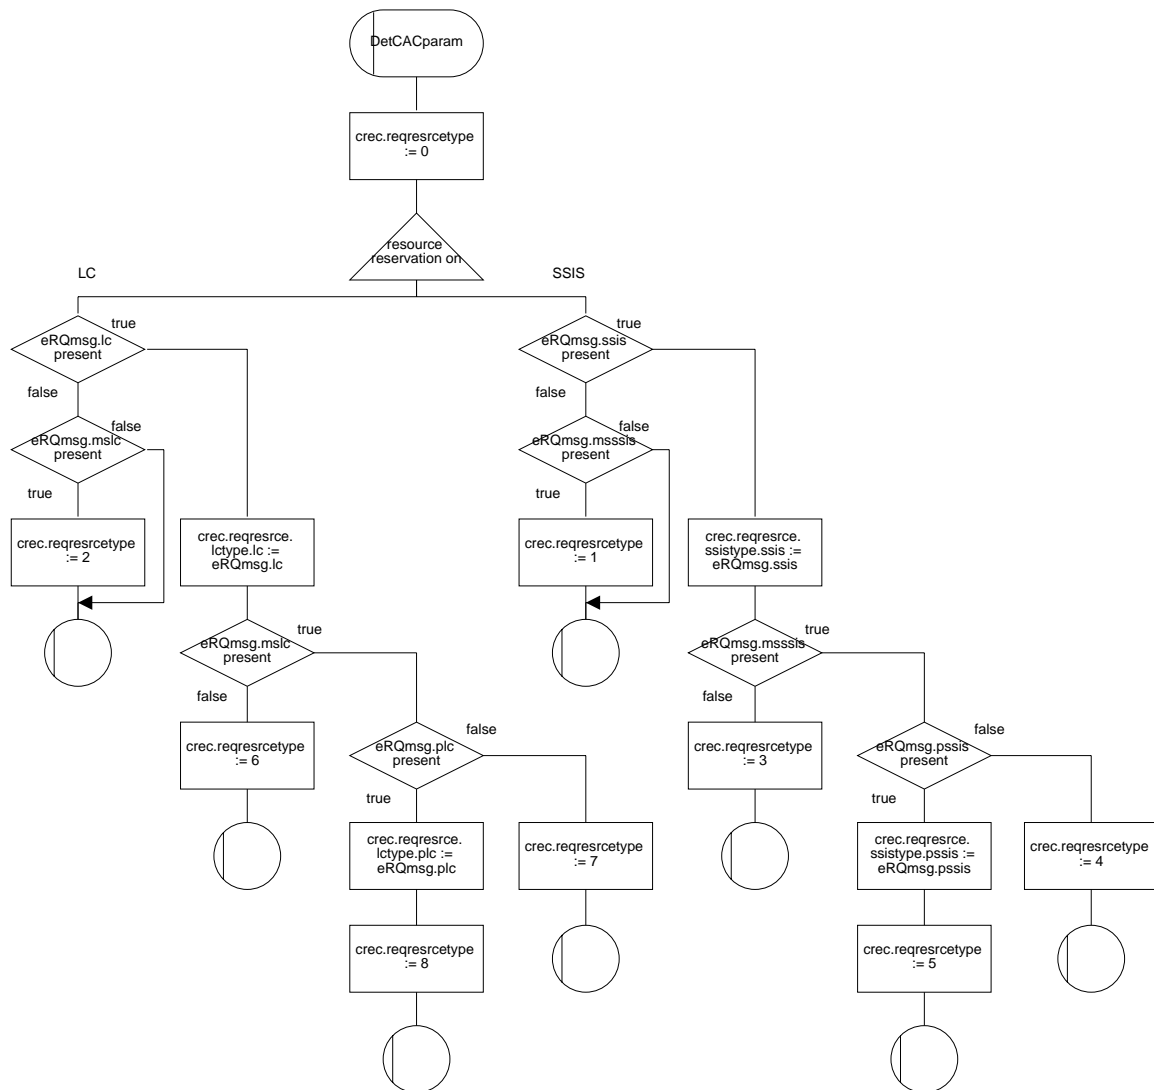 DetCACparam
crec.reqresrcetype
:= 0
resource
reservation on
LC
SSIS
true
true
eRQmsg.lc
present
eRQmsg.ssis
present
false
false
false
false
eRQmsg.mslc
present
eRQmsg.msssis
present
true
true
crec.reqresrcetype
:= 2
crec.reqresrce.
lctype.lc :=
eRQmsg.lc
crec.reqresrcetype
:= 1
crec.reqresrce.
ssistype.ssis :=
eRQmsg.ssis
true
true
eRQmsg.mslc
present
eRQmsg.msssis
present
false
false
false
false
crec.reqresrcetype
:= 6
eRQmsg.plc
present
crec.reqresrcetype
:= 3
eRQmsg.pssis
present
true
true
crec.reqresrce.
lctype.plc :=
eRQmsg.plc
crec.reqresrcetype
:= 7
crec.reqresrce.
ssistype.pssis :=
eRQmsg.pssis
crec.reqresrcetype
:= 4
crec.reqresrcetype
:= 8
crec.reqresrcetype
:= 5